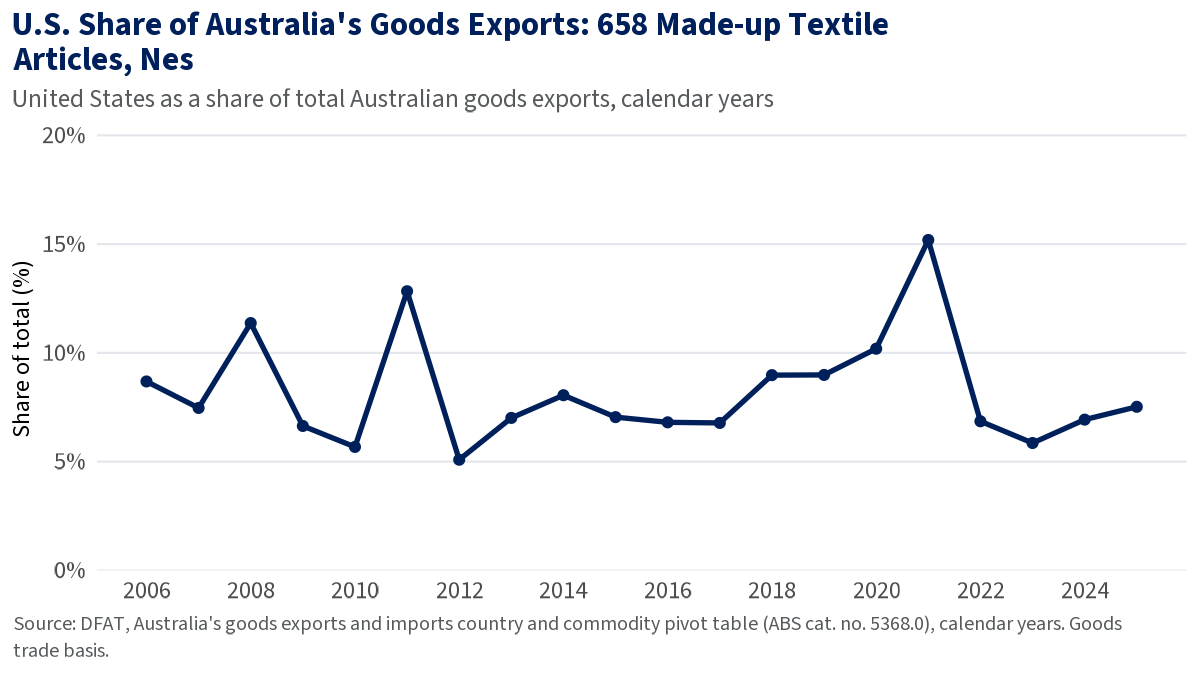 U.S. Share of Australia's Goods Exports: 658 Made-up Textile
Articles, Nes
United States as a share of total Australian goods exports, calendar years
20%
15%
10%
5%
0%
Share of total (%)
2006 2008 2010 2012 2014 2016 2018 2020 2022 2024
Source: DFAT, Australia's goods exports and imports country and commodity pivot table (ABS cat. no. 5368.0), calendar years. Goods
trade basis.